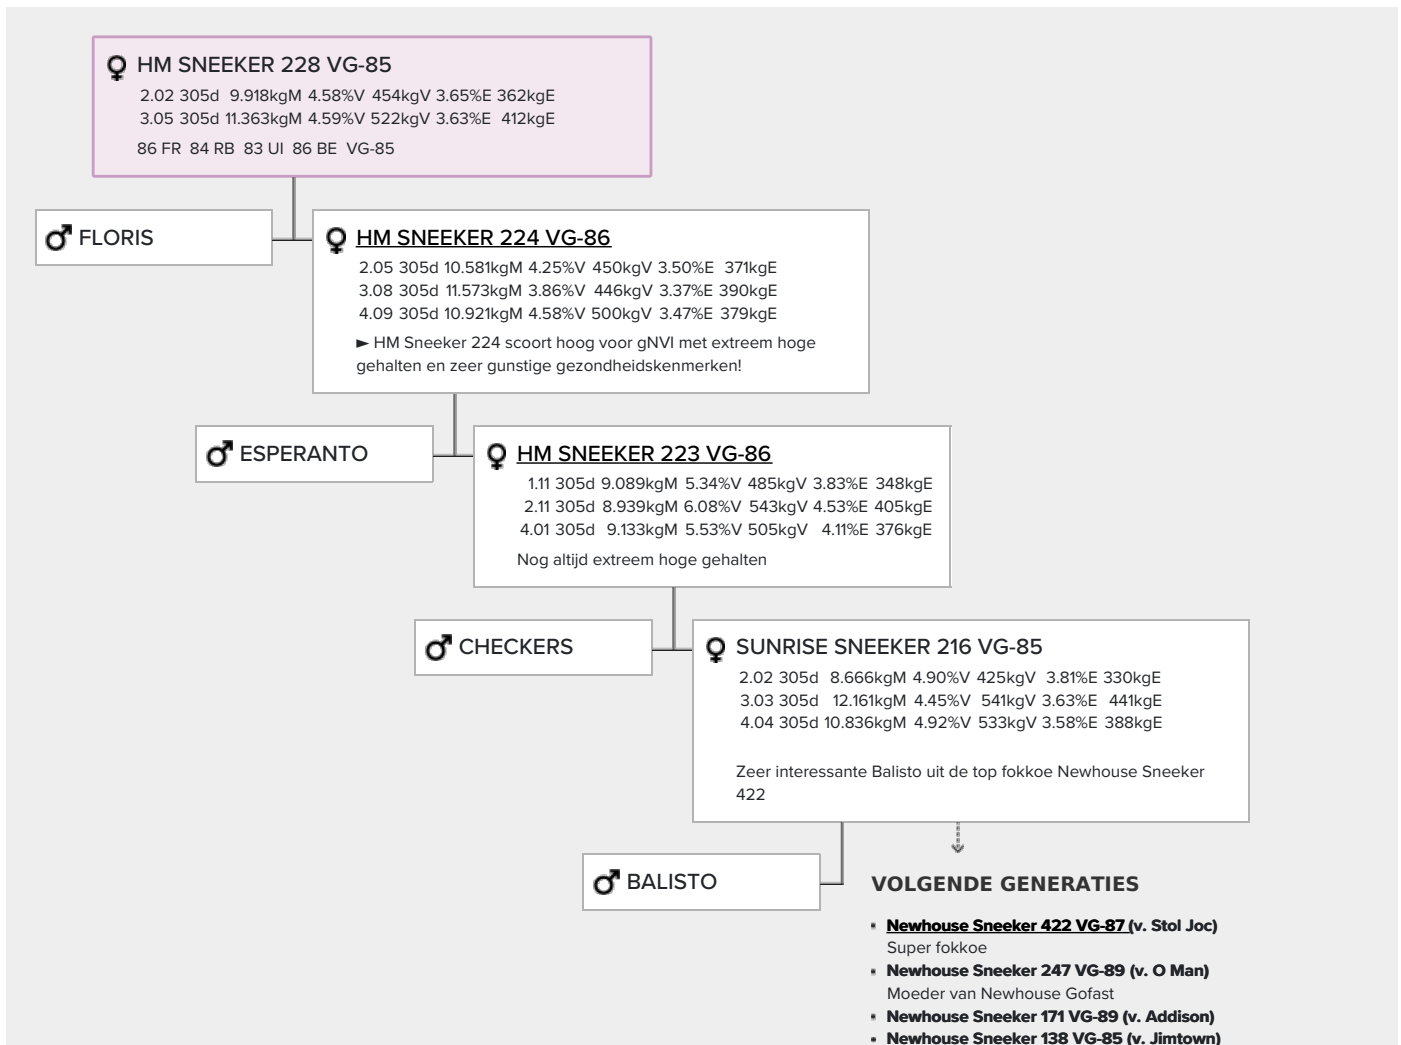 HM SNEEKER 228 VG-85
2.02 305d 9.918kgM 4.58%V 454kgV 3.65%E 362kgE
3.05 305d 11.363kgM 4.59%V 522kgV 3.63%E 412kgE
86 FR 84 RB 83 UI 86 BE VG-85
FLORIS
HM SNEEKER 224 VG-86
2.05 305d 10.581kgM 4.25%V 450kgV 3.50%E 371kgE
3.08 305d 11.573kgM 3.86%V 446kgV 3.37%E 390kgE
4.09 305d 10.921kgM 4.58%V 500kgV 3.47%E 379kgE
► HM Sneeker 224 scoort hoog voor gNVI met extreem hoge
gehalten en zeer gunstige gezondheidskenmerken!
ESPERANTO
HM SNEEKER 223 VG-86
1.11 305d 9.089kgM 5.34%V 485kgV 3.83%E 348kgE
2.11 305d 8.939kgM 6.08%V 543kgV 4.53%E 405kgE
4.01 305d 9.133kgM 5.53%V 505kgV 4.11%E 376kgE
Nog altijd extreem hoge gehalten
CHECKERS
SUNRISE SNEEKER 216 VG-85
2.02 305d 8.666kgM 4.90%V 425kgV 3.81%E 330kgE
3.03 305d 12.161kgM 4.45%V 541kgV 3.63%E 441kgE
4.04 305d 10.836kgM 4.92%V 533kgV 3.58%E 388kgE
Zeer interessante Balisto uit de top fokkoe Newhouse Sneeker
422
BALISTO
VOLGENDE GENERATIES
▪ Newhouse Sneeker 422 VG-87 (v. Stol Joc)
Super fokkoe
▪ Newhouse Sneeker 247 VG-89 (v. O Man)
Moeder van Newhouse Gofast
▪ Newhouse Sneeker 171 VG-89 (v. Addison)
▪ Newhouse Sneeker 138 VG-85 (v. Jimtown)